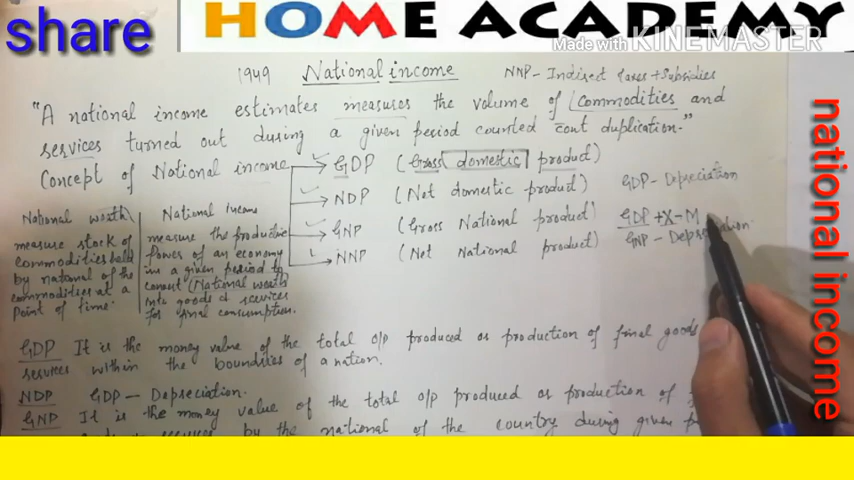 share
HOME ACADEMY
Made with KINEMASTER
1949 National income NNP - Indirect taxes + Subsidies
"A national income estimates measures the volume of commodities and
services turned out during a given period counted out duplication."
Concept of National income
GDP (Gross domestic product)
NDP (Net domestic product) GDP - Depreciation
GNP (Gross National product) GDP + X - M
NNP (Net National product) GNP - Depreciation
National worth
measure stock of
commodities held
by national of the
commodities at a
Point of time.
National income
measure the productive
power of an economy
in a given period to
convert National worth
into goods & services
for final consumption.
GDP It is the money value of the total o/p produced or production of final goods
services within the boundries of a nation.
NDP GDP - Depreciation.
GNP It is the money value of the total o/p produced or production of
services by the national of the country during given
national income